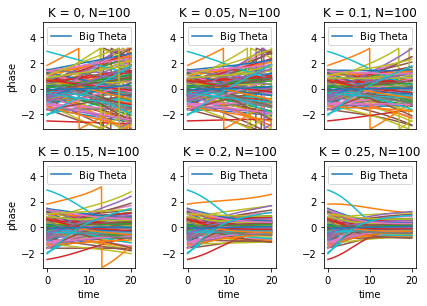 K = 0, N=100 K = 0.05, N=100 K = 0.1, N=100
4 Big Theta 4 Big Theta 4 Big Theta
2 2 2
phase
0 0 0
−2 −2 −2
K = 0.15, N=100 K = 0.2, N=100 K = 0.25, N=100
4 Big Theta 4 Big Theta 4 Big Theta
2 2 2
phase
0 0 0
−2 −2 −2
0 10 20 0 10 20 0 10 20
time time time